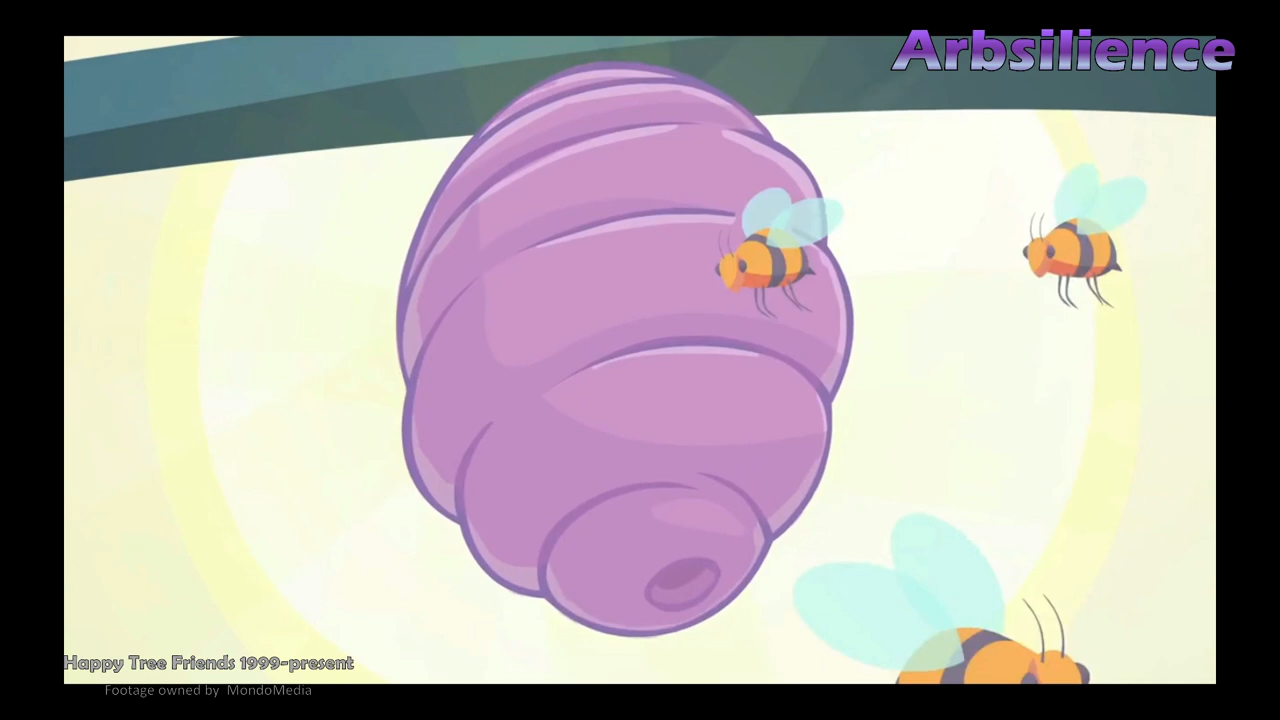 Arbsilience
Happy Tree Friends 1999-present
Footage owned by MondoMedia